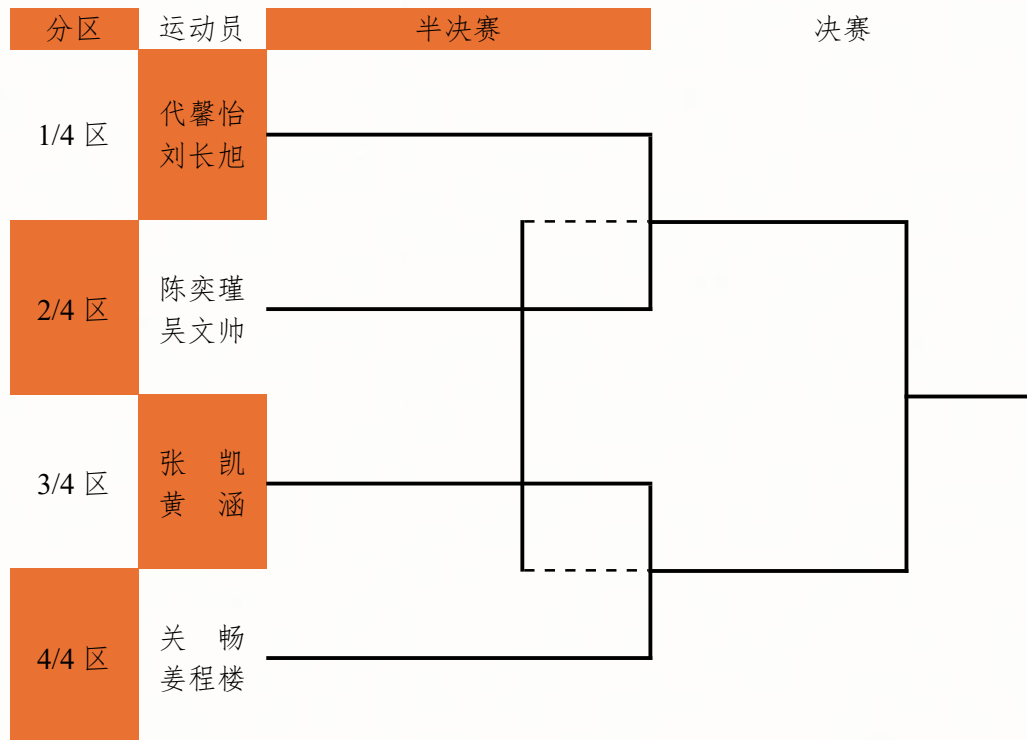 分区 运动员 半决赛 决赛
1/4 区
代馨怡
刘长旭
2/4 区
陈奕瑾
吴文帅
3/4 区
张 凯
黄 涵
4/4 区
关 畅
姜程楼